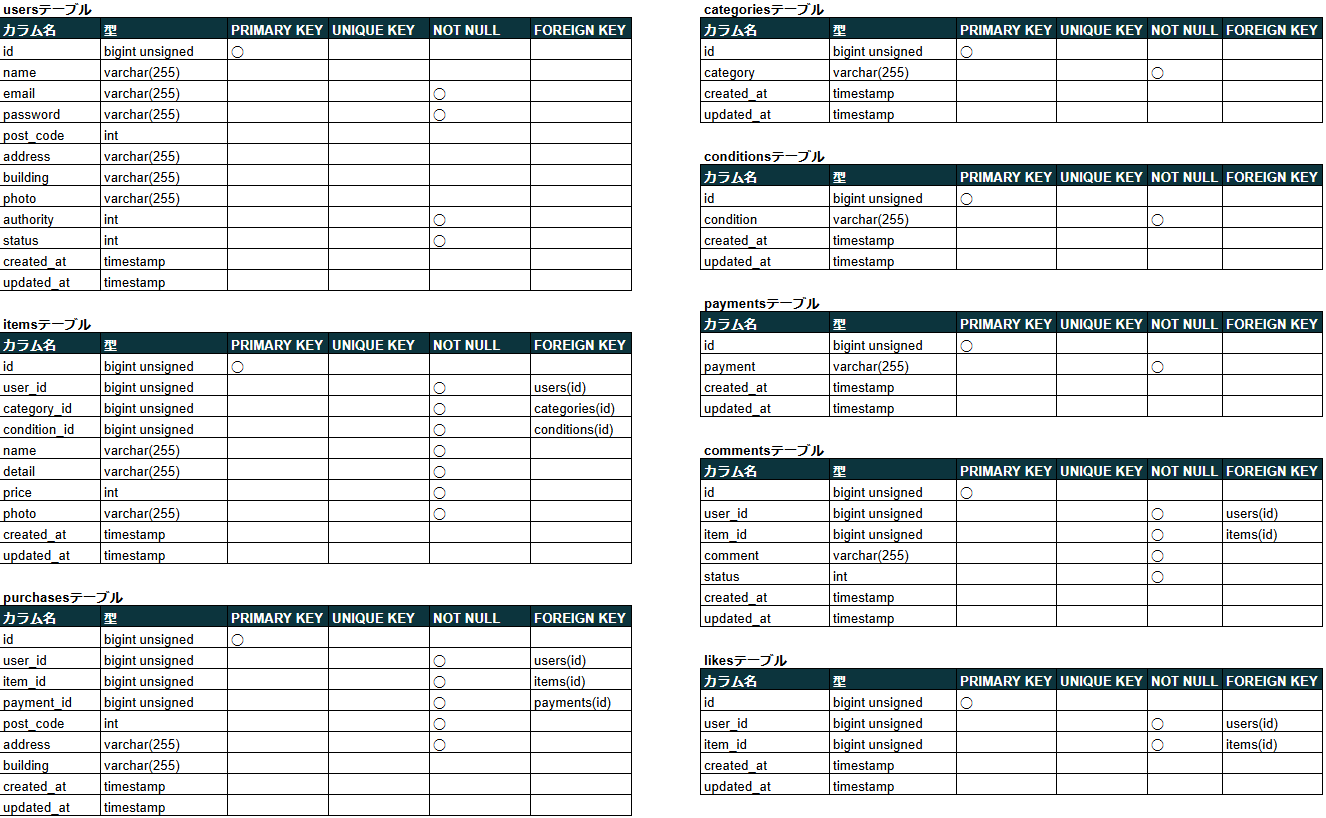 usersテーブル
カラム名 型 PRIMARY KEY UNIQUE KEY NOT NULL FOREIGN KEY
id bigint unsigned ○
name varchar(255)
email varchar(255) ○
password varchar(255) ○
post_code int
address varchar(255)
building varchar(255)
photo varchar(255)
authority int ○
status int ○
created_at timestamp
updated_at timestamp
itemsテーブル
カラム名 型 PRIMARY KEY UNIQUE KEY NOT NULL FOREIGN KEY
id bigint unsigned ○
user_id bigint unsigned ○ users(id)
category_id bigint unsigned ○ categories(id)
condition_id bigint unsigned ○ conditions(id)
name varchar(255) ○
detail varchar(255) ○
price int ○
photo varchar(255) ○
created_at timestamp
updated_at timestamp
purchasesテーブル
カラム名 型 PRIMARY KEY UNIQUE KEY NOT NULL FOREIGN KEY
id bigint unsigned ○
user_id bigint unsigned ○ users(id)
item_id bigint unsigned ○ items(id)
payment_id bigint unsigned ○ payments(id)
post_code int ○
address varchar(255) ○
building varchar(255)
created_at timestamp
updated_at timestamp
categoriesテーブル
カラム名 型 PRIMARY KEY UNIQUE KEY NOT NULL FOREIGN KEY
id bigint unsigned ○
category varchar(255) ○
created_at timestamp
updated_at timestamp
conditionsテーブル
カラム名 型 PRIMARY KEY UNIQUE KEY NOT NULL FOREIGN KEY
id bigint unsigned ○
condition varchar(255) ○
created_at timestamp
updated_at timestamp
paymentsテーブル
カラム名 型 PRIMARY KEY UNIQUE KEY NOT NULL FOREIGN KEY
id bigint unsigned ○
payment varchar(255) ○
created_at timestamp
updated_at timestamp
commentsテーブル
カラム名 型 PRIMARY KEY UNIQUE KEY NOT NULL FOREIGN KEY
id bigint unsigned ○
user_id bigint unsigned ○ users(id)
item_id bigint unsigned ○ items(id)
comment varchar(255) ○
status int ○
created_at timestamp
updated_at timestamp
likesテーブル
カラム名 型 PRIMARY KEY UNIQUE KEY NOT NULL FOREIGN KEY
id bigint unsigned ○
user_id bigint unsigned ○ users(id)
item_id bigint unsigned ○ items(id)
created_at timestamp
updated_at timestamp